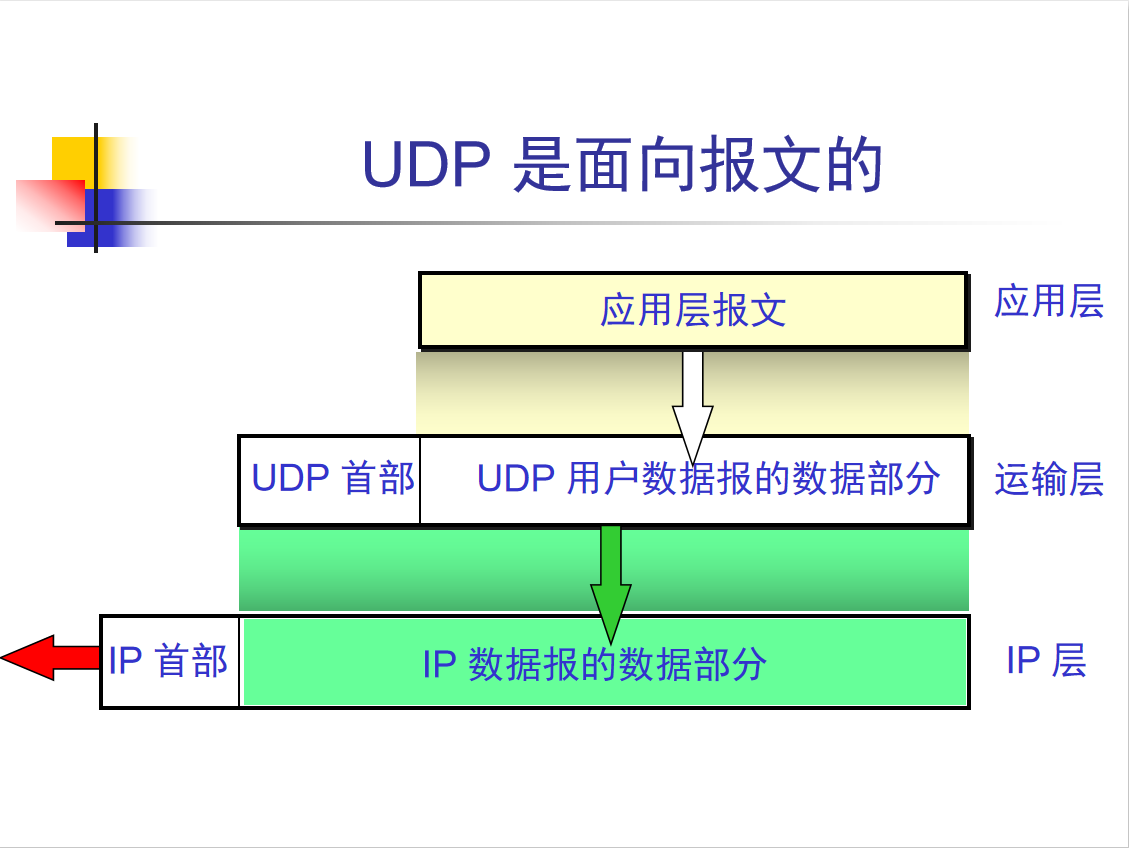 UDP 是面向报文的
应用层报文
应用层
UDP 首部
UDP 用户数据报的数据部分
运输层
IP 首部
IP 数据报的数据部分
IP 层